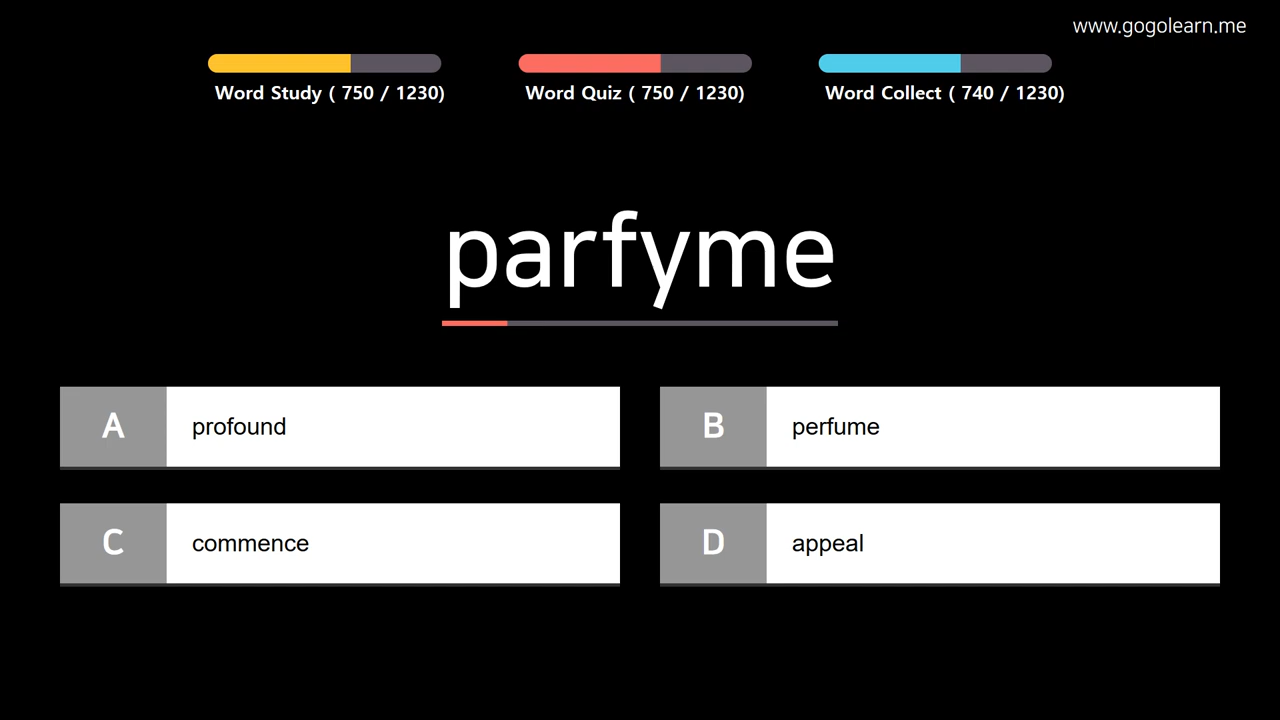 www.gogolearn.me
Word Study ( 750 / 1230)
Word Quiz ( 750 / 1230)
Word Collect ( 740 / 1230)
parfyme
A
profound
B
perfume
C
commence
D
appeal